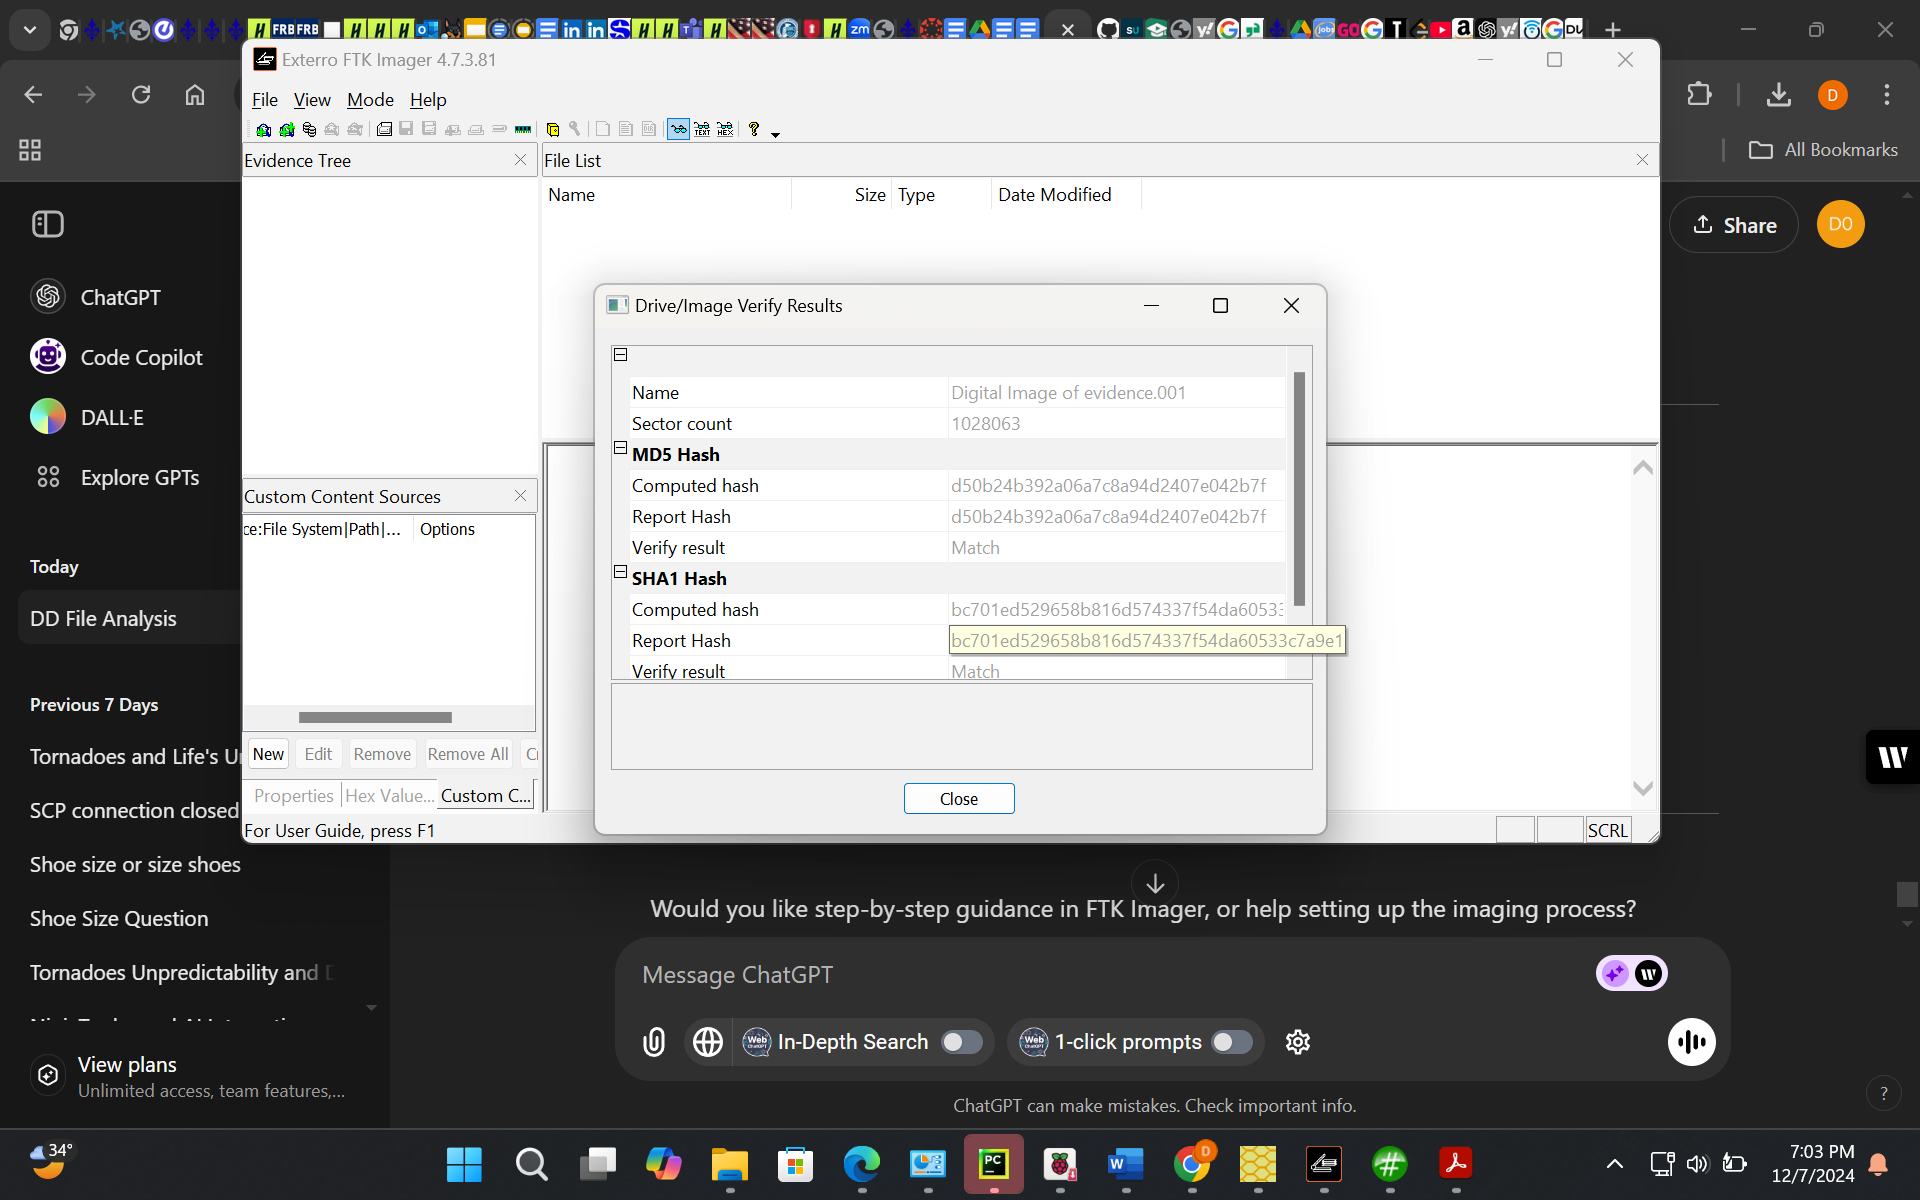 Exterro FTK Imager 4.7.3.81
File View Mode Help
Evidence Tree
File List
Name Size Type Date Modified
All Bookmarks
D
Share
DO
ChatGPT
Code Copilot
DALL·E
Explore GPTs
Today
DD File Analysis
Previous 7 Days
Tornadoes and Life's U
SCP connection closed
Shoe size or size shoes
Shoe Size Question
Tornadoes Unpredictability and
View plans
Unlimited access, team features,...
Custom Content Sources
ce:File System|Path|... Options
New Edit Remove Remove All
Properties Hex Value... Custom C...
For User Guide, press F1
SCRL
Drive/Image Verify Results
Name Digital Image of evidence.001
Sector count 1028063
MD5 Hash
Computed hash d50b24b392a06a7c8a94d2407e042b7f
Report Hash d50b24b392a06a7c8a94d2407e042b7f
Verify result Match
SHA1 Hash
Computed hash bc701ed529658b816d574337f54da60533
Report Hash bc701ed529658b816d574337f54da60533c7a9e1
Verify result Match
Close
Would you like step-by-step guidance in FTK Imager, or help setting up the imaging process?
Message ChatGPT
In-Depth Search
1-click prompts
ChatGPT can make mistakes. Check important info.
?
34°
7:03 PM
12/7/2024